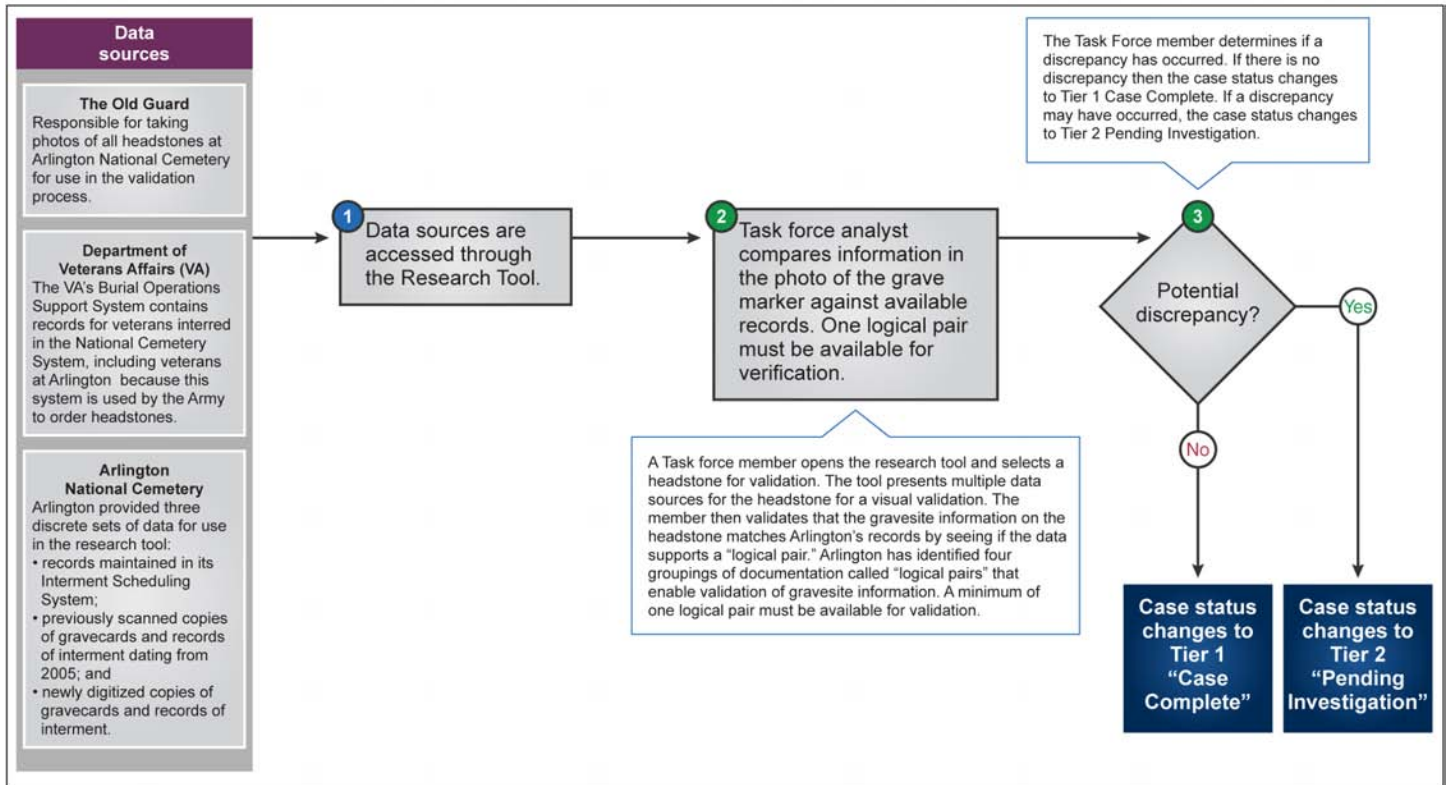 Data
sources
The Old Guard
Responsible for taking
photos of all headstones at
Arlington National Cemetery
for use in the validation
process.
Department of
Veterans Affairs (VA)
The VA's Burial Operations
Support System contains
records for veterans interred
in the National Cemetery
System, including veterans
at Arlington because this
system is used by the Army
to order headstones.
Arlington
National Cemetery
Arlington provided three
discrete sets of data for use
in the research tool:
• records maintained in its
Interment Scheduling
System;
• previously scanned copies
of gravecards and records
of interment dating from
2005; and
• newly digitized copies of
gravecards and records of
interment.
1
Data sources are
accessed through
the Research Tool.
2
Task force analyst
compares information in
the photo of the grave
marker against available
records. One logical pair
must be available for
verification.
A Task force member opens the research tool and selects a
headstone for validation. The tool presents multiple data
sources for the headstone for a visual validation. The
member then validates that the gravesite information on the
headstone matches Arlington's records by seeing if the data
supports a “logical pair.” Arlington has identified four
groupings of documentation called “logical pairs” that
enable validation of gravesite information. A minimum of
one logical pair must be available for validation.
The Task Force member determines if a
discrepancy has occurred. If there is no
discrepancy then the case status changes
to Tier 1 Case Complete. If a discrepancy
may have occurred, the case status changes
to Tier 2 Pending Investigation.
3
Potential
discrepancy?
Yes
No
Case status
changes to
Tier 1
“Case
Complete”
Case status
changes to
Tier 2
“Pending
Investigation”